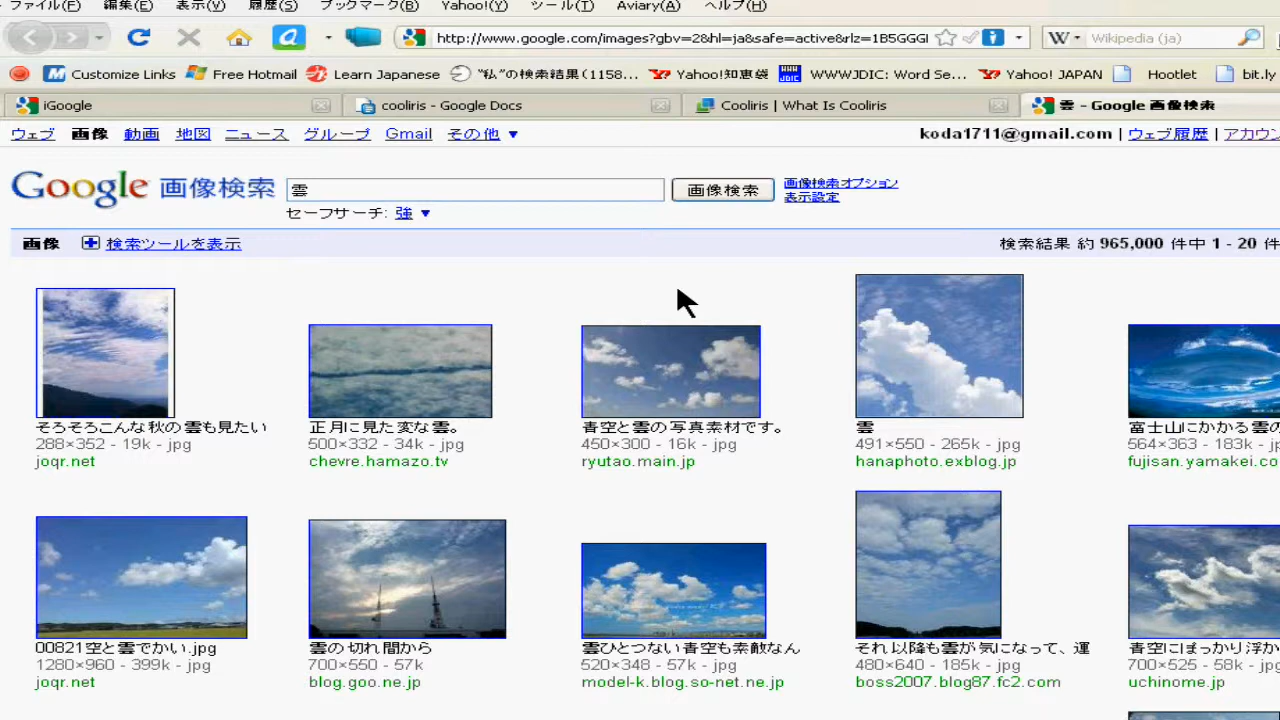 ファイル(F) 編集(E) 表示(V) 履歴(S) ブックマーク(B) Yahoo!(Y) ツール(T) Aviary(A) ヘルプ(H)
http://www.google.com/images?gbv=2&hl=ja&safe=active&rlz=1B5GGGI W Wikipedia (ja)
Customize Links Free Hotmail Learn Japanese "私"の検索結果(1158... Yahoo!知恵袋 WWWJDIC: Word Se... Yahoo! JAPAN Hootlet bit.ly
iGoogle cooliris - Google Docs Cooliris | What Is Cooliris 雲 - Google 画像検索
ウェブ 画像 動画 地図 ニュース グループ Gmail その他 ▼ koda1711@gmail.com | ウェブ履歴 | アカウン
Google 画像検索 雲 画像検索 画像検索オプション
表示設定
セーフサーチ: 強 ▼
画像 検索ツールを表示 検索結果 約 965,000 件中 1 - 20 件
そろそろこんな秋の雲も見たい 正月に見た変な雲。 青空と雲の写真素材です。 雲 富士山にかかる雲の
288×352 - 19k - jpg 500×332 - 34k - jpg 450×300 - 16k - jpg 491×550 - 265k - jpg 564×363 - 183k - jp
joqr.net chevre.hamazo.tv ryutao.main.jp hanaphoto.exblog.jp fujisan.yamakei.co
00821空と雲でかい.jpg 雲の切れ間から 雲ひとつない青空も素敵なん それ以降も雲が気になって、運 青空にぽっかり浮か
1280×960 - 399k - jpg 700×550 - 57k 520×348 - 57k - jpg 480×640 - 185k - jpg 700×525 - 58k - jpg
joqr.net blog.goo.ne.jp model-k.blog.so-net.ne.jp boss2007.blog87.fc2.com uchinome.jp